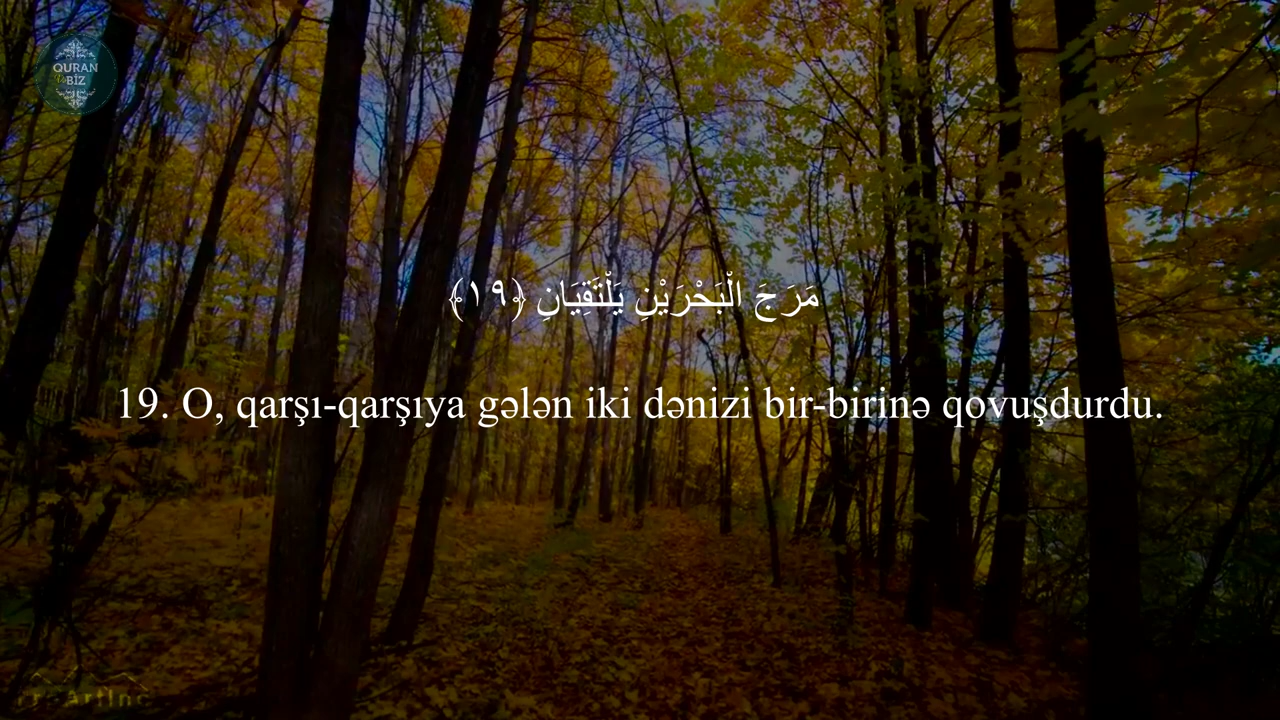 QURAN
BİZ
مَرَجَ الْبَحْرَيْنِ يَلْتَقِيَانِ ﴿١٩﴾
19. O, qarşı-qarşıya gələn iki dənizi bir-birinə qovuşdurdu.